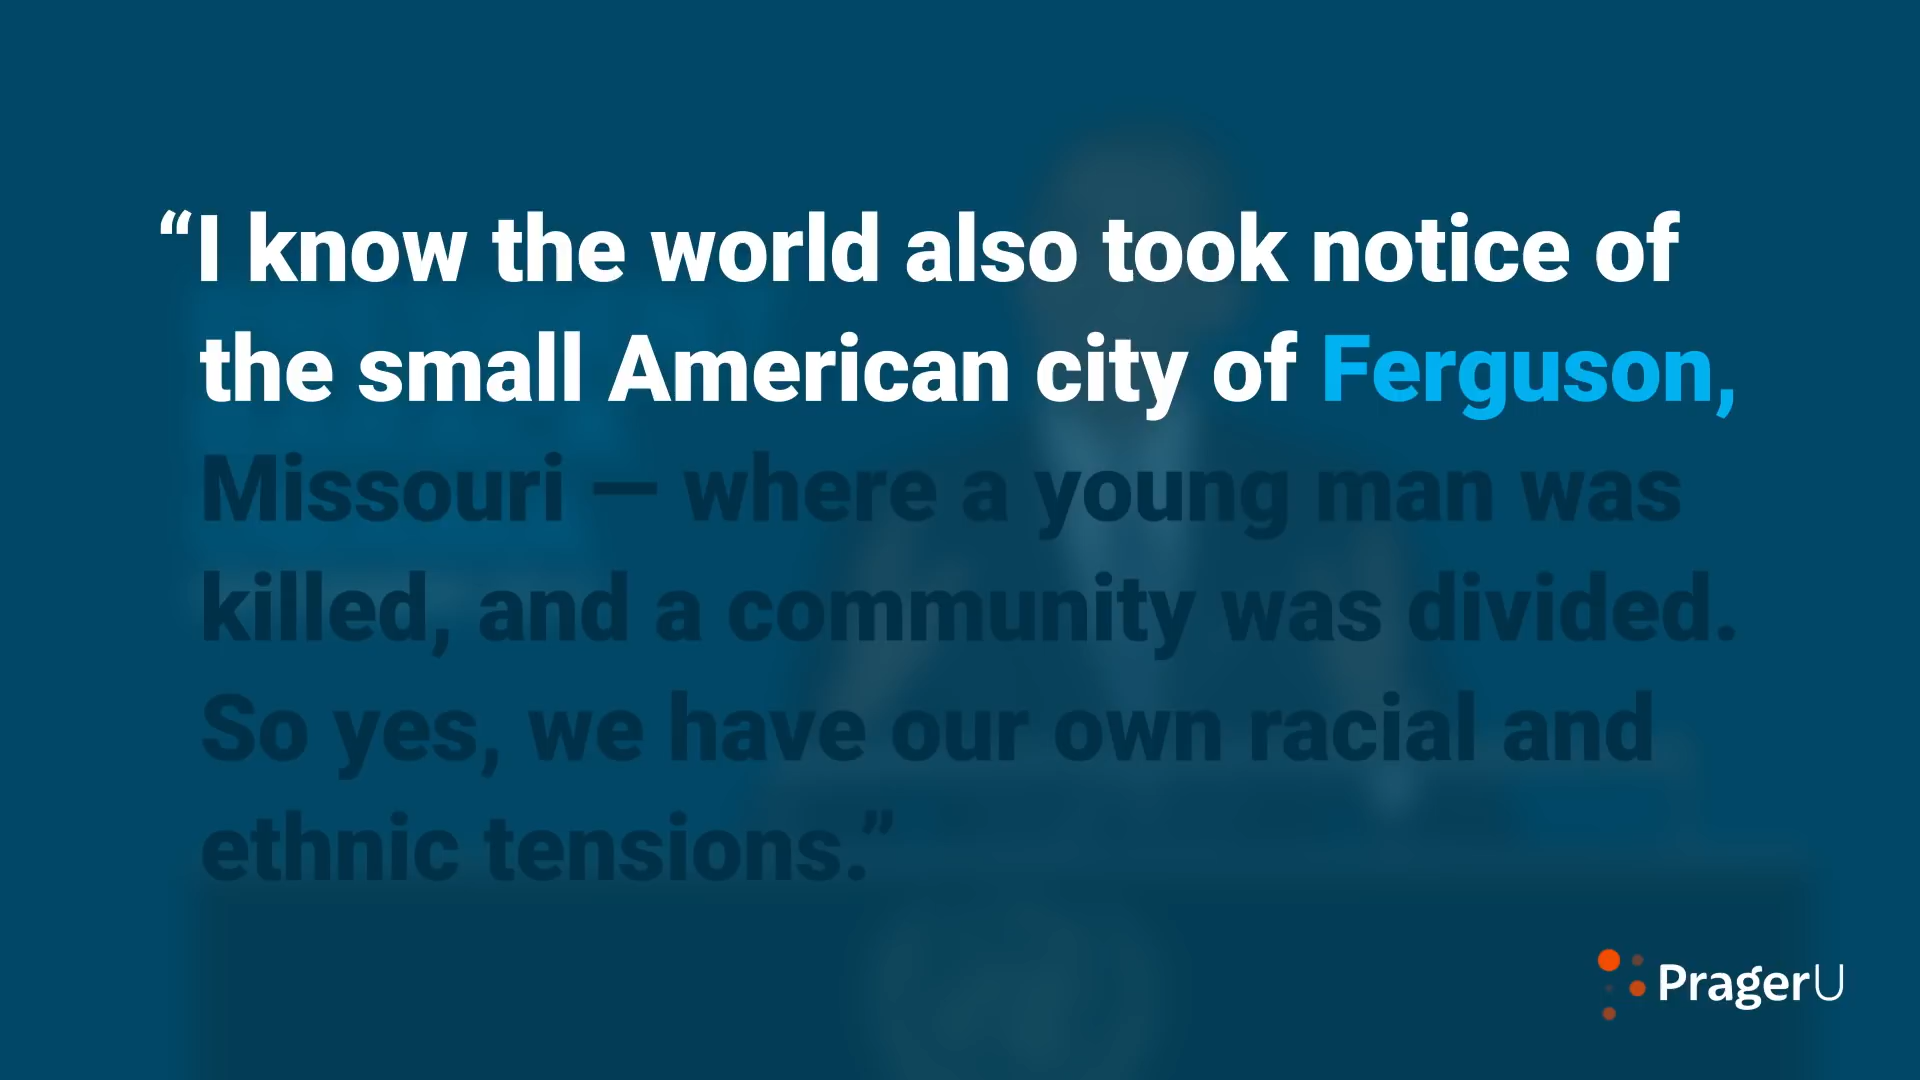 “I know the world also took notice of
the small American city of Ferguson,
Missouri — where a young man was
killed, and a community was divided.
So yes, we have our own racial and
ethnic tensions.”
PragerU